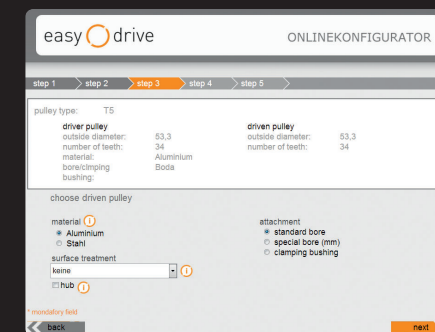 easy drive
ONLINEKONFIGURATOR
step 1 step 2 step 3 step 4 step 5
pulley type: T5
driver pulley driven pulley
outside diameter: 53,3 outside diameter: 53,3
number of teeth: 34 number of teeth: 34
material: Aluminium
bore/clmping Boda
bushing:
choose driven pulley
material i attachment
Aluminium standard bore
Stahl special bore (mm)
clamping bushing
surface treatment
keine i
hub i
* mandatory field
back next